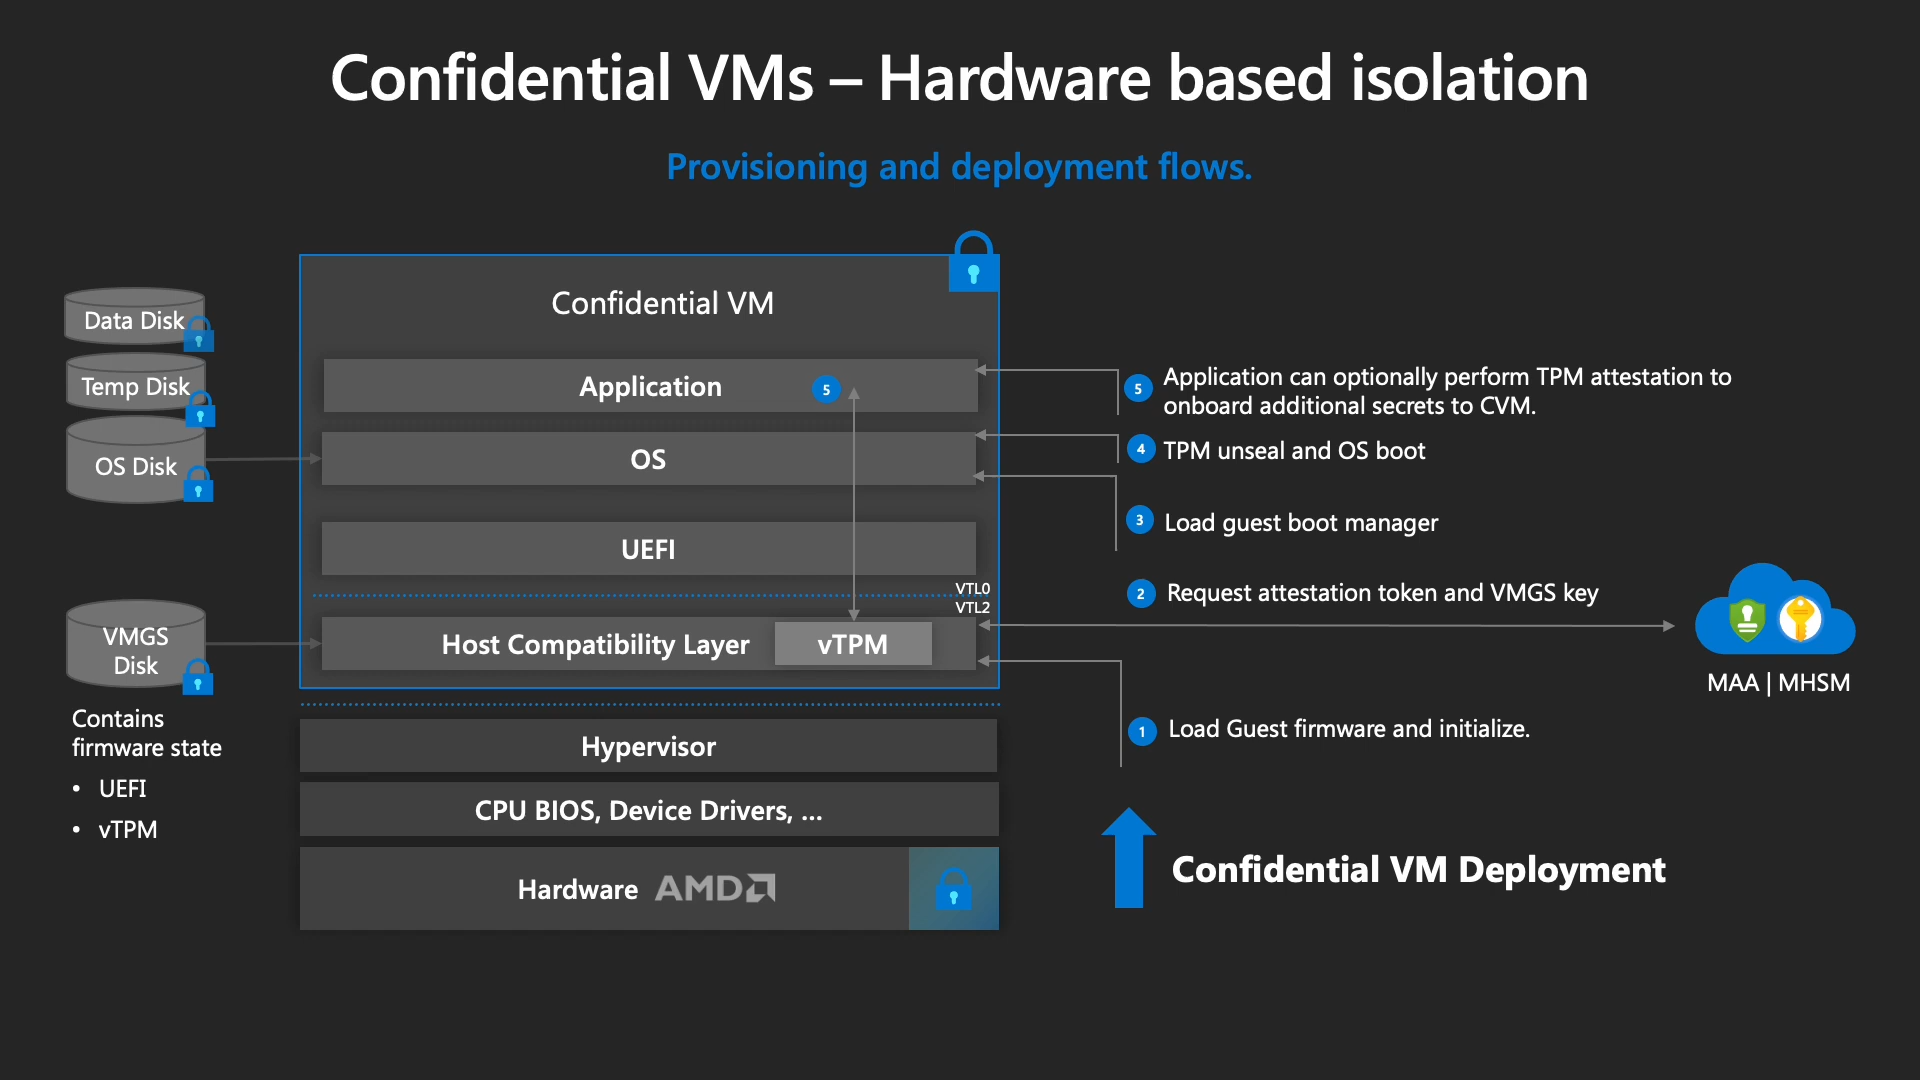 Confidential VMs – Hardware based isolation
Provisioning and deployment flows.
Data Disk
Temp Disk
OS Disk
VMGS
Disk
Contains
firmware state
• UEFI
• vTPM
Confidential VM
Application
5
OS
UEFI
VTL0
VTL2
Host Compatibility Layer
vTPM
Hypervisor
CPU BIOS, Device Drivers, ...
Hardware AMD
5 Application can optionally perform TPM attestation to
onboard additional secrets to CVM.
4 TPM unseal and OS boot
3 Load guest boot manager
2 Request attestation token and VMGS key
MAA | MHSM
1 Load Guest firmware and initialize.
Confidential VM Deployment